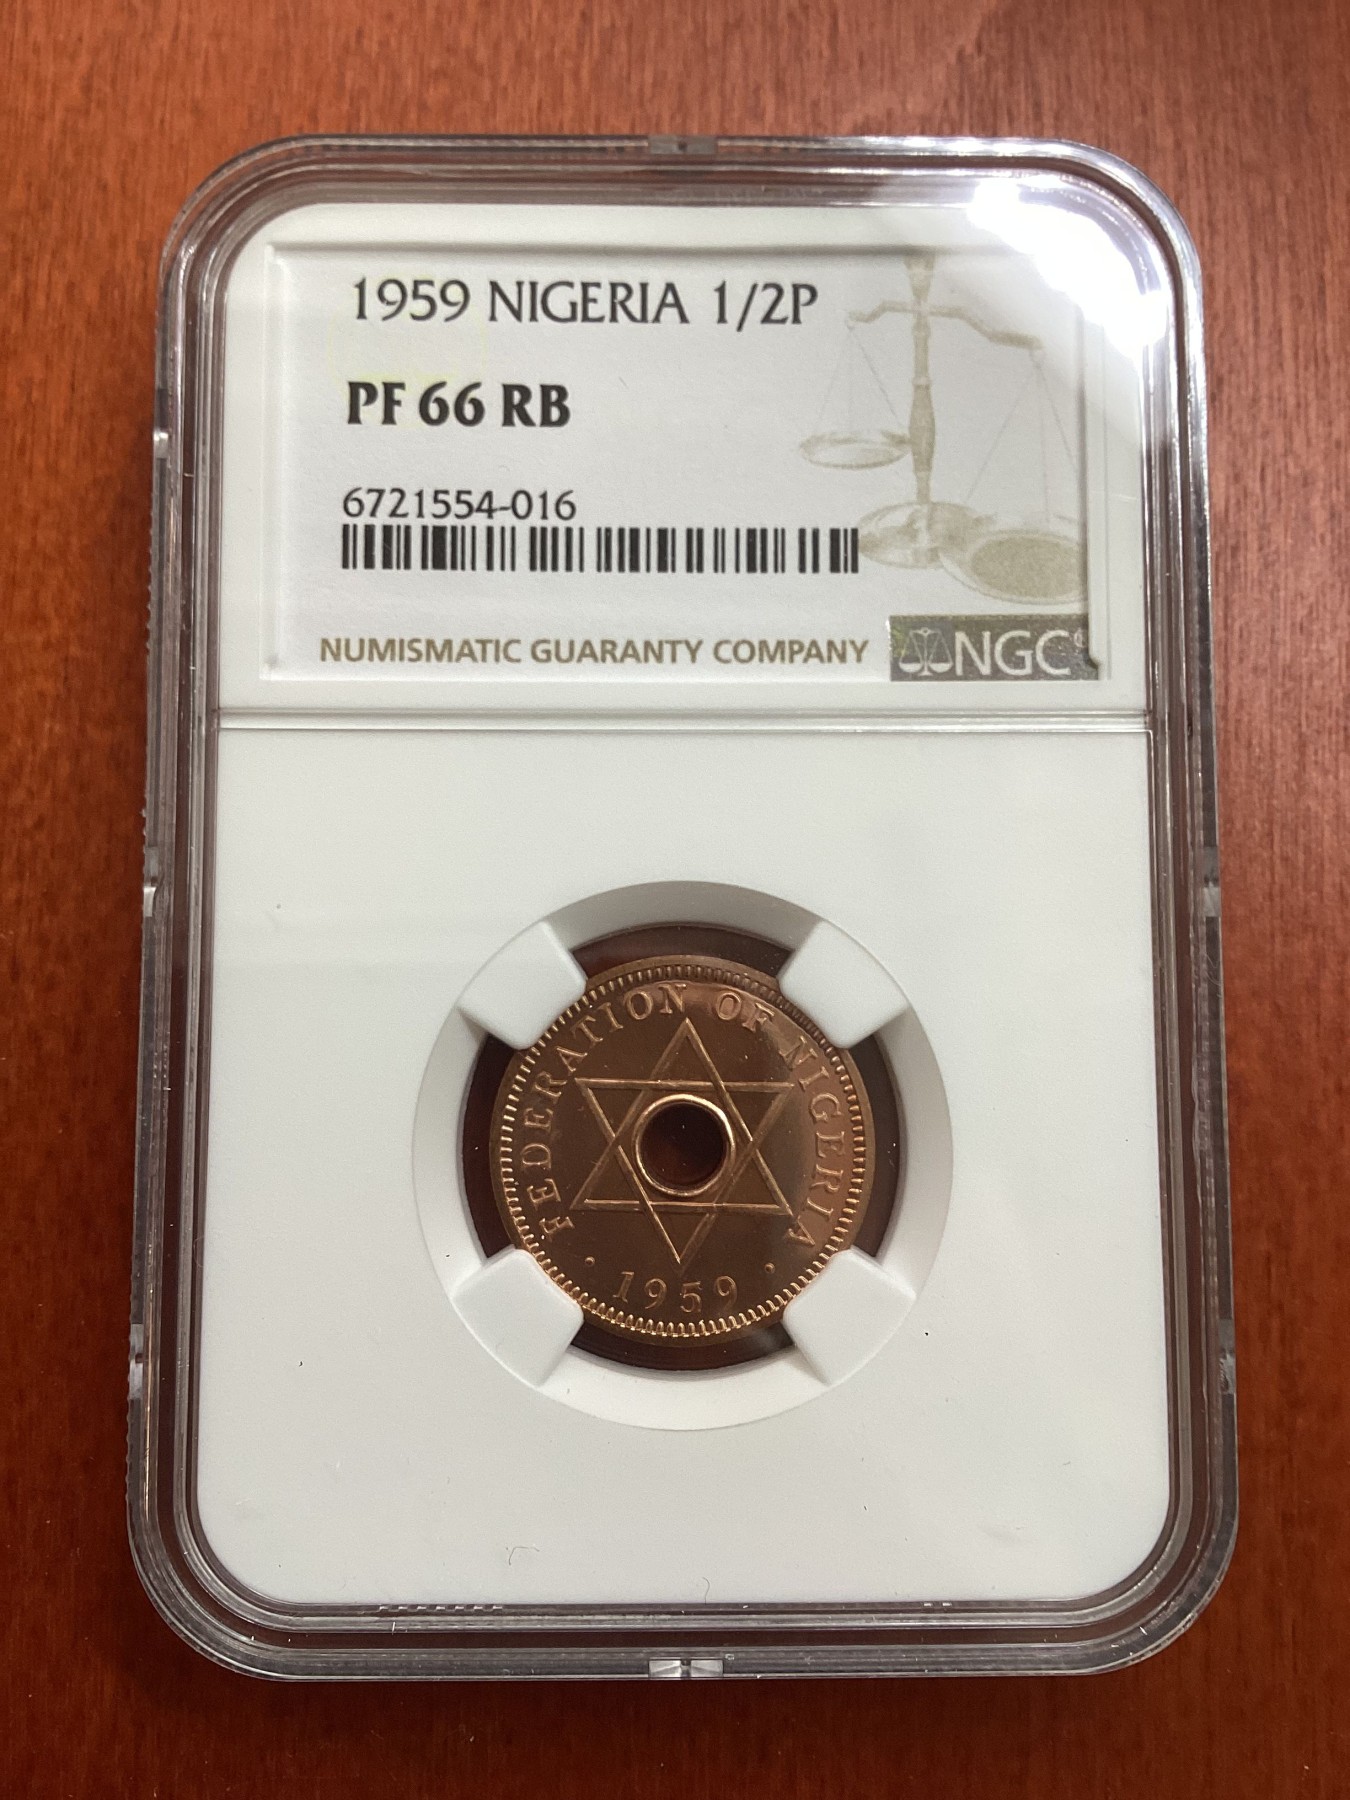 1959 NIGERIA 1/2P
PF 66 RB
6721554-016
NUMISMATIC GUARANTY COMPANY
NGC
FEDERATION OF NIGERIA
· 1959 ·